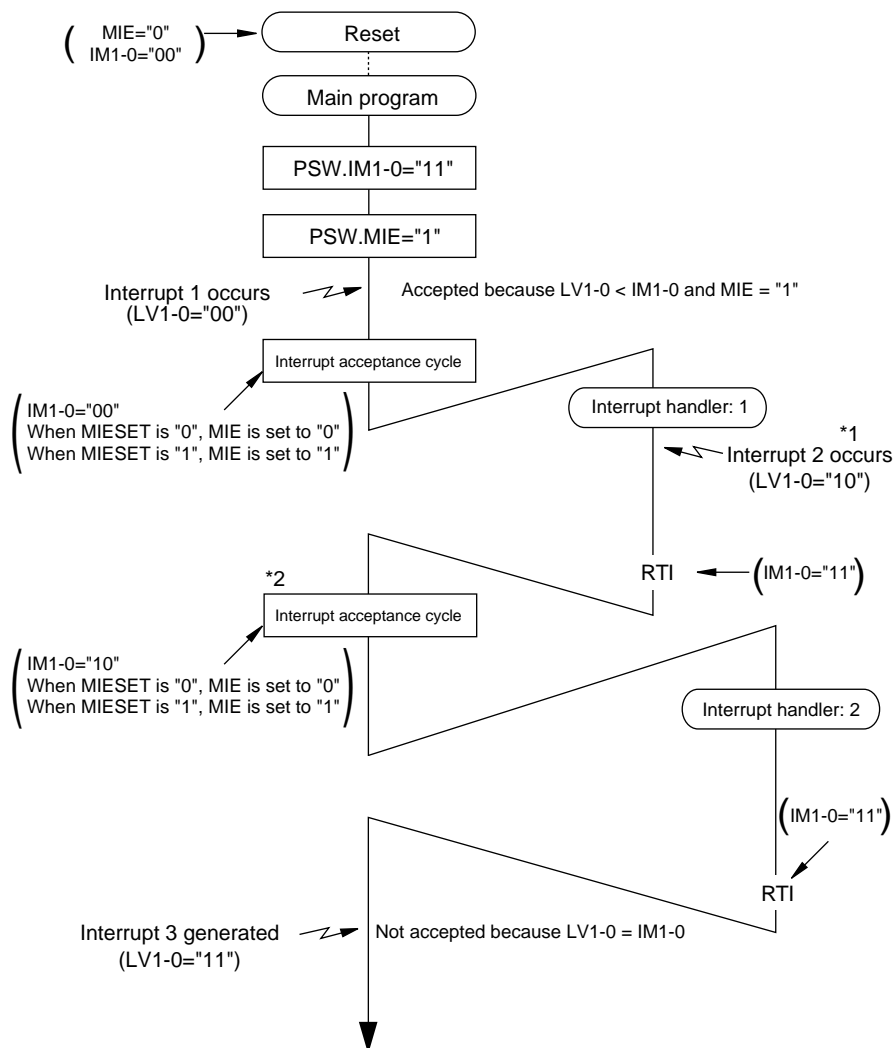 MIE="0"
IM1-0="00"
Reset
Main program
PSW.IM1-0="11"
PSW.MIE="1"
Interrupt 1 occurs
(LV1-0="00")
Accepted because LV1-0 < IM1-0 and MIE = "1"
Interrupt acceptance cycle
IM1-0="00"
When MIESET is "0", MIE is set to "0"
When MIESET is "1", MIE is set to "1"
Interrupt handler: 1
*1
Interrupt 2 occurs
(LV1-0="10")
RTI
(IM1-0="11")
*2
Interrupt acceptance cycle
IM1-0="10"
When MIESET is "0", MIE is set to "0"
When MIESET is "1", MIE is set to "1"
Interrupt handler: 2
(IM1-0="11")
RTI
Interrupt 3 generated
(LV1-0="11")
Not accepted because LV1-0 = IM1-0